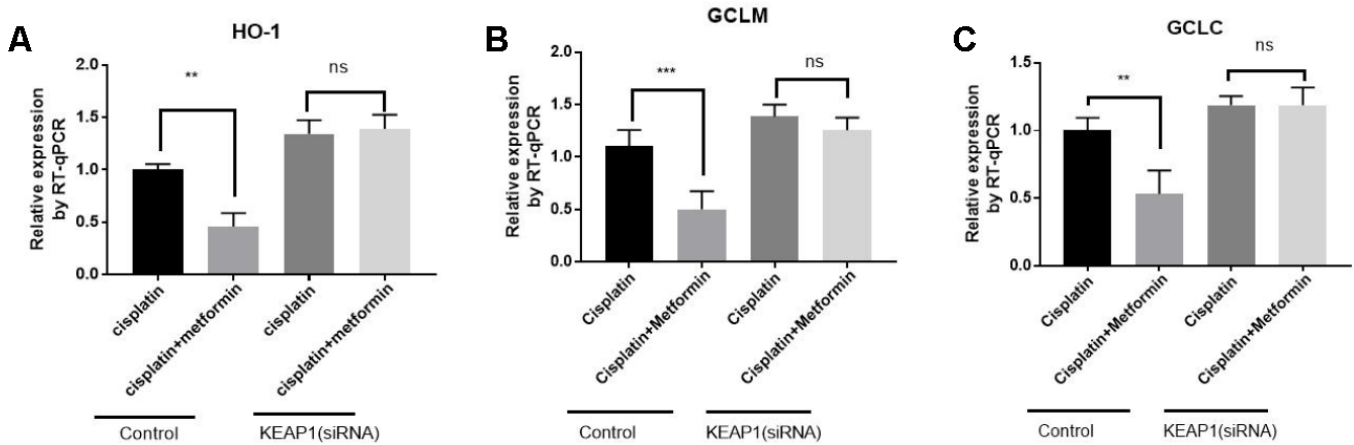 A
HO-1
Relative expression
by RT-qPCR
2.0
1.5
1.0
0.5
0.0
**
ns
cisplatin
cisplatin+metformin
cisplatin
cisplatin+metformin
Control
KEAP1(siRNA)
B
GCLM
Relative expression
by RT-qPCR
2.0
1.5
1.0
0.5
0.0
***
ns
Cisplatin
Cisplatin+Metformin
Cisplatin
Cisplatin+Metformin
Control
KEAP1(siRNA)
C
GCLC
Relative expression
by RT-qPCR
1.5
1.0
0.5
0.0
**
ns
Cisplatin
Cisplatin+Metformin
Cisplatin
Cisplatin+Metformin
Control
KEAP1(siRNA)